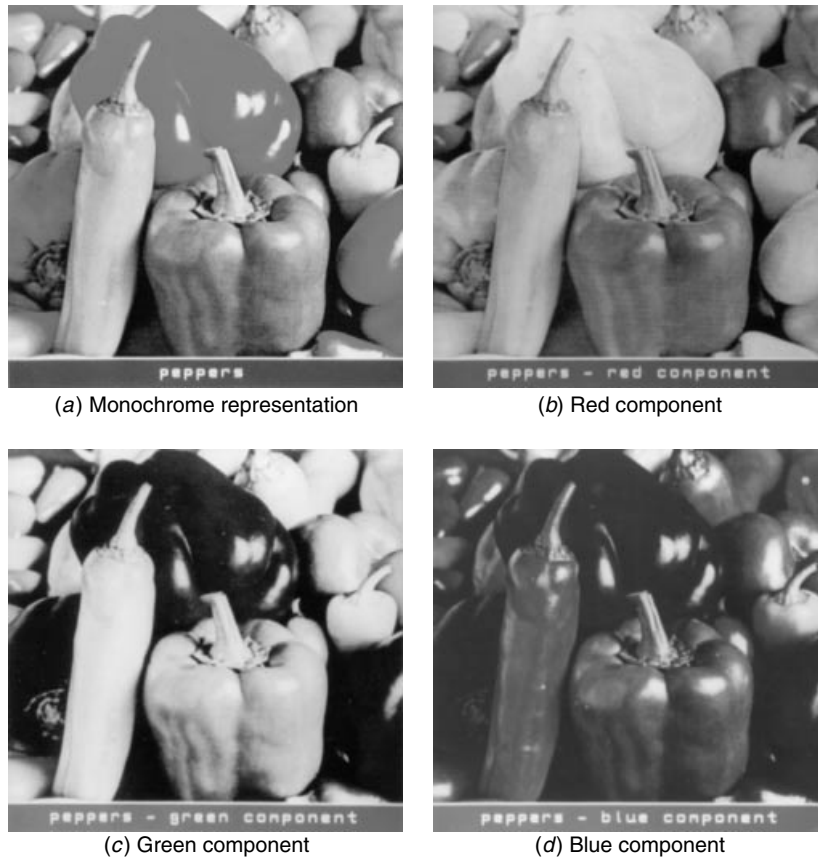 peppers
peppers - red component
(a) Monochrome representation
(b) Red component
peppers - green component
peppers - blue component
(c) Green component
(d) Blue component